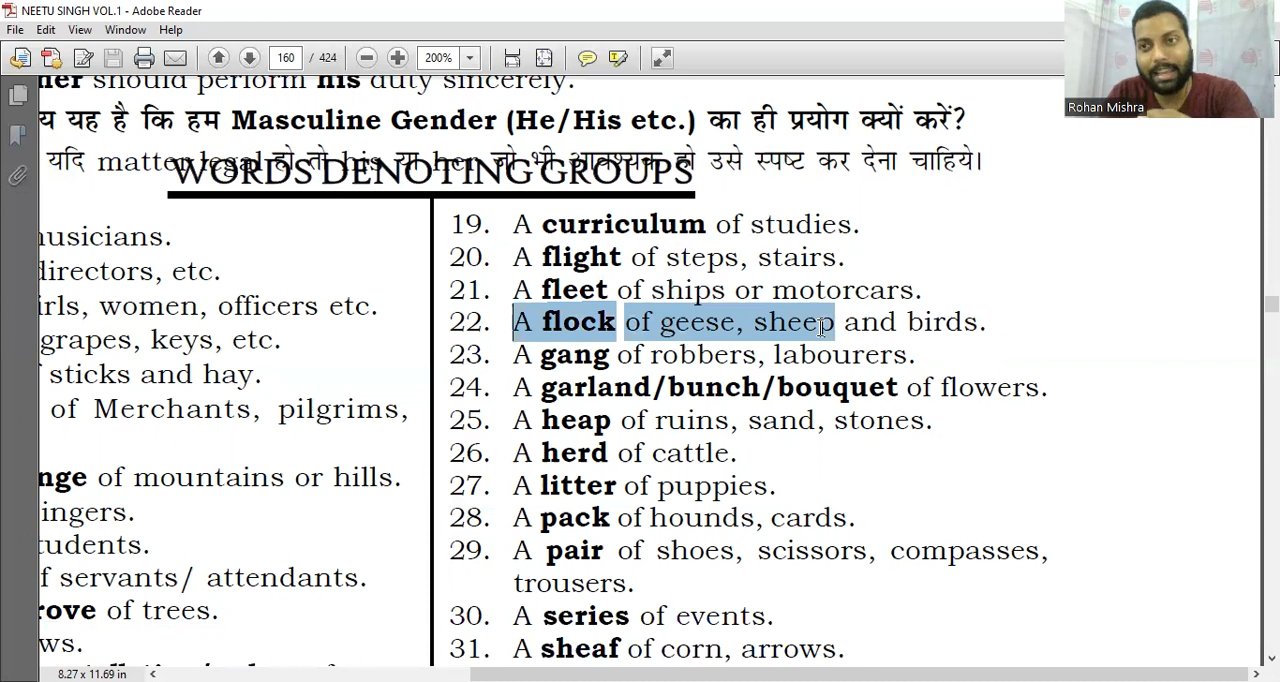 NEETU SINGH VOL.1 - Adobe Reader
File Edit View Window Help
160 / 424 200%
Rohan Mishra
her should perform his duty sincerely.
य यह है कि हम Masculine Gender (He/His etc.) का ही प्रयोग क्यों करें?
यदि matter legal हो तो his या her जो भी आवश्यक हो उसे स्पष्ट कर देना चाहिये।
WORDS DENOTING GROUPS
musicians.
directors, etc.
irls, women, officers etc.
grapes, keys, etc.
f sticks and hay.
of Merchants, pilgrims,
nge of mountains or hills.
ingers.
tudents.
f servants/ attendants.
rove of trees.
ws.
19. A curriculum of studies.
20. A flight of steps, stairs.
21. A fleet of ships or motorcars.
22. A flock of geese, sheep and birds.
23. A gang of robbers, labourers.
24. A garland/bunch/bouquet of flowers.
25. A heap of ruins, sand, stones.
26. A herd of cattle.
27. A litter of puppies.
28. A pack of hounds, cards.
29. A pair of shoes, scissors, compasses,
trousers.
30. A series of events.
31. A sheaf of corn, arrows.
8.27 x 11.69 in